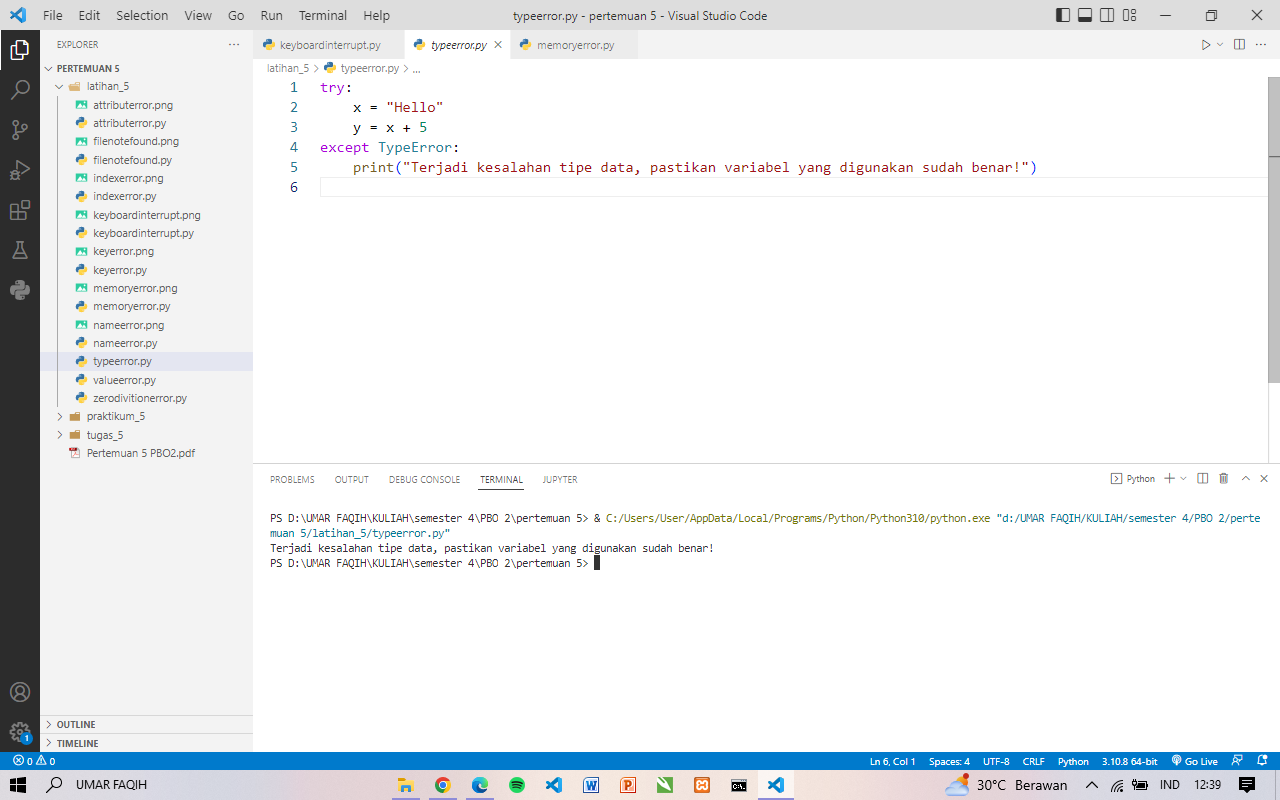 File Edit Selection View Go Run Terminal Help
typeerror.py - pertemuan 5 - Visual Studio Code
EXPLORER
PERTEMUAN 5
latihan_5
attributerror.png
attributerror.py
filenotefound.png
filenotefound.py
indexerror.png
indexerror.py
keyboardinterrupt.png
keyboardinterrupt.py
keyerror.png
keyerror.py
memoryerror.png
memoryerror.py
nameerror.png
nameerror.py
typeerror.py
valueerror.py
zerodivitionerror.py
praktikum_5
tugas_5
Pertemuan 5 PBO2.pdf
OUTLINE
TIMELINE
keyboardinterrupt.py typeerror.py memoryerror.py
latihan_5 > typeerror.py > ...
1 try:
2 x = "Hello"
3 y = x + 5
4 except TypeError:
5 print("Terjadi kesalahan tipe data, pastikan variabel yang digunakan sudah benar!")
6
PROBLEMS OUTPUT DEBUG CONSOLE TERMINAL JUPYTER
Python
PS D:\UMAR FAQIH\KULIAH\semester 4\PBO 2\pertemuan 5> & C:/Users/User/AppData/Local/Programs/Python/Python310/python.exe "d:/UMAR FAQIH/KULIAH/semester 4/PBO 2/perte
muan 5/latihan_5/typeerror.py"
Terjadi kesalahan tipe data, pastikan variabel yang digunakan sudah benar!
PS D:\UMAR FAQIH\KULIAH\semester 4\PBO 2\pertemuan 5>
1
0 0
Ln 6, Col 1 Spaces: 4 UTF-8 CRLF Python 3.10.8 64-bit Go Live
UMAR FAQIH
30°C Berawan IND 12:39